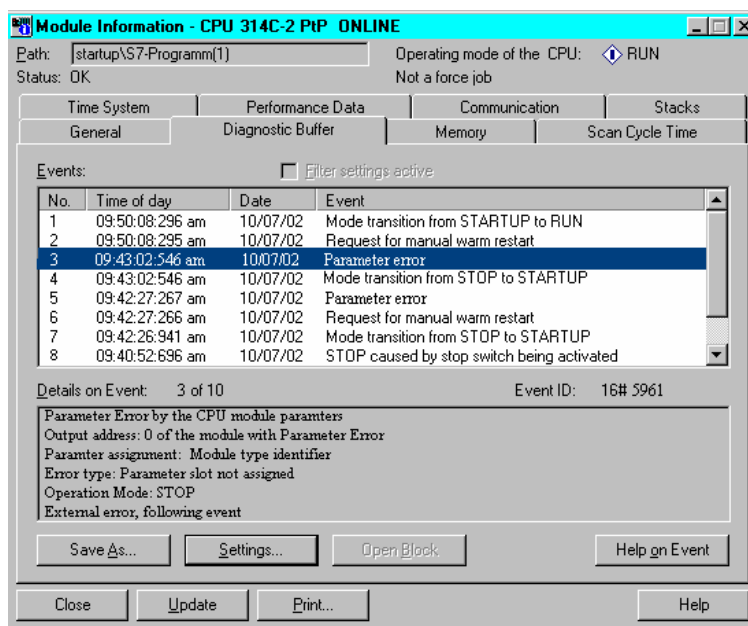 Module Information - CPU 314C-2 PtP ONLINE
Path: startup\S7-Programm(1) Operating mode of the CPU: RUN
Status: OK Not a force job
Time System Performance Data Communication Stacks
General Diagnostic Buffer Memory Scan Cycle Time
Events: Filter settings active
No. Time of day Date Event
1 09:50:08:296 am 10/07/02 Mode transition from STARTUP to RUN
2 09:50:08:295 am 10/07/02 Request for manual warm restart
3 09:43:02:546 am 10/07/02 Parameter error
4 09:43:02:546 am 10/07/02 Mode transition from STOP to STARTUP
5 09:42:27:267 am 10/07/02 Parameter error
6 09:42:27:266 am 10/07/02 Request for manual warm restart
7 09:42:26:941 am 10/07/02 Mode transition from STOP to STARTUP
8 09:40:52:696 am 10/07/02 STOP caused by stop switch being activated
Details on Event: 3 of 10 Event ID: 16# 5961
Parameter Error by the CPU module paramters
Output address: 0 of the module with Parameter Error
Paramter assignment: Module type identifier
Error type: Parameter slot not assigned
Operation Mode: STOP
External error, following event
Save As... Settings... Open Block Help on Event
Close Update Print... Help